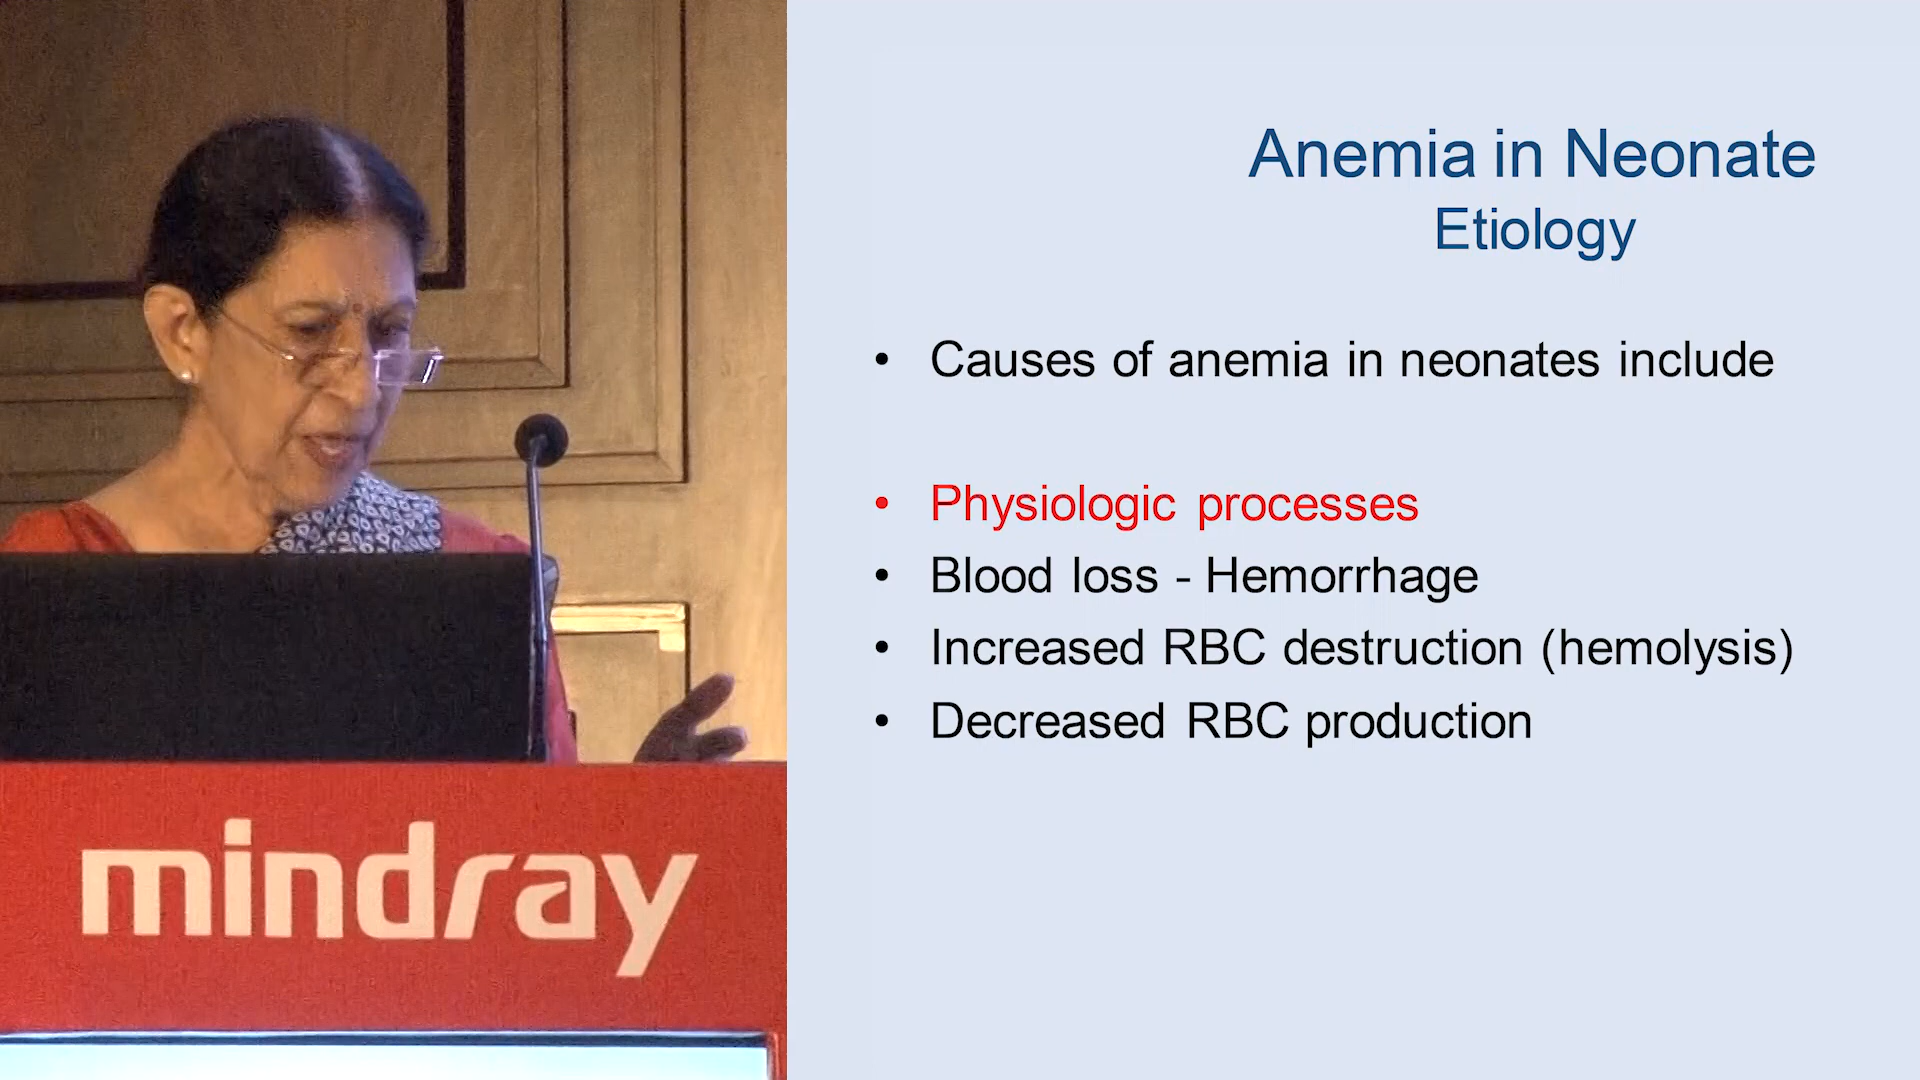 Anemia in Neonate
Etiology
• Causes of anemia in neonates include
• Physiologic processes
• Blood loss - Hemorrhage
• Increased RBC destruction (hemolysis)
• Decreased RBC production
mindray